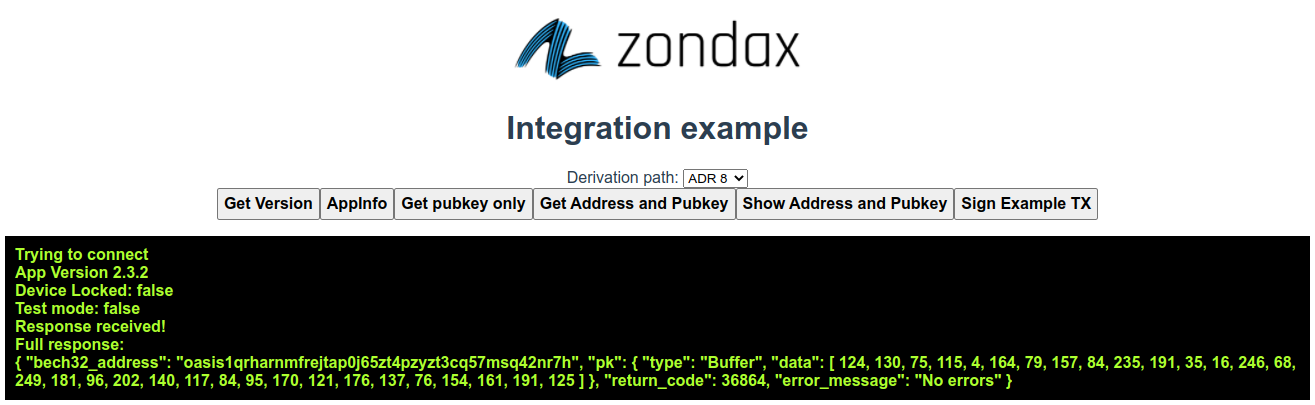 zondax
Integration example
Derivation path: ADR 8
Get Version AppInfo Get pubkey only Get Address and Pubkey Show Address and Pubkey Sign Example TX
Trying to connect
App Version 2.3.2
Device Locked: false
Test mode: false
Response received!
Full response:
{ "bech32_address": "oasis1qrharnmfrejtap0j65zt4pzyzt3cq57msq42nr7h", "pk": { "type": "Buffer", "data": [ 124, 130, 75, 115, 4, 164, 79, 157, 84, 235, 191, 35, 16, 246, 68,
249, 181, 96, 202, 140, 117, 84, 95, 170, 121, 176, 137, 76, 154, 161, 191, 125 ] }, "return_code": 36864, "error_message": "No errors" }